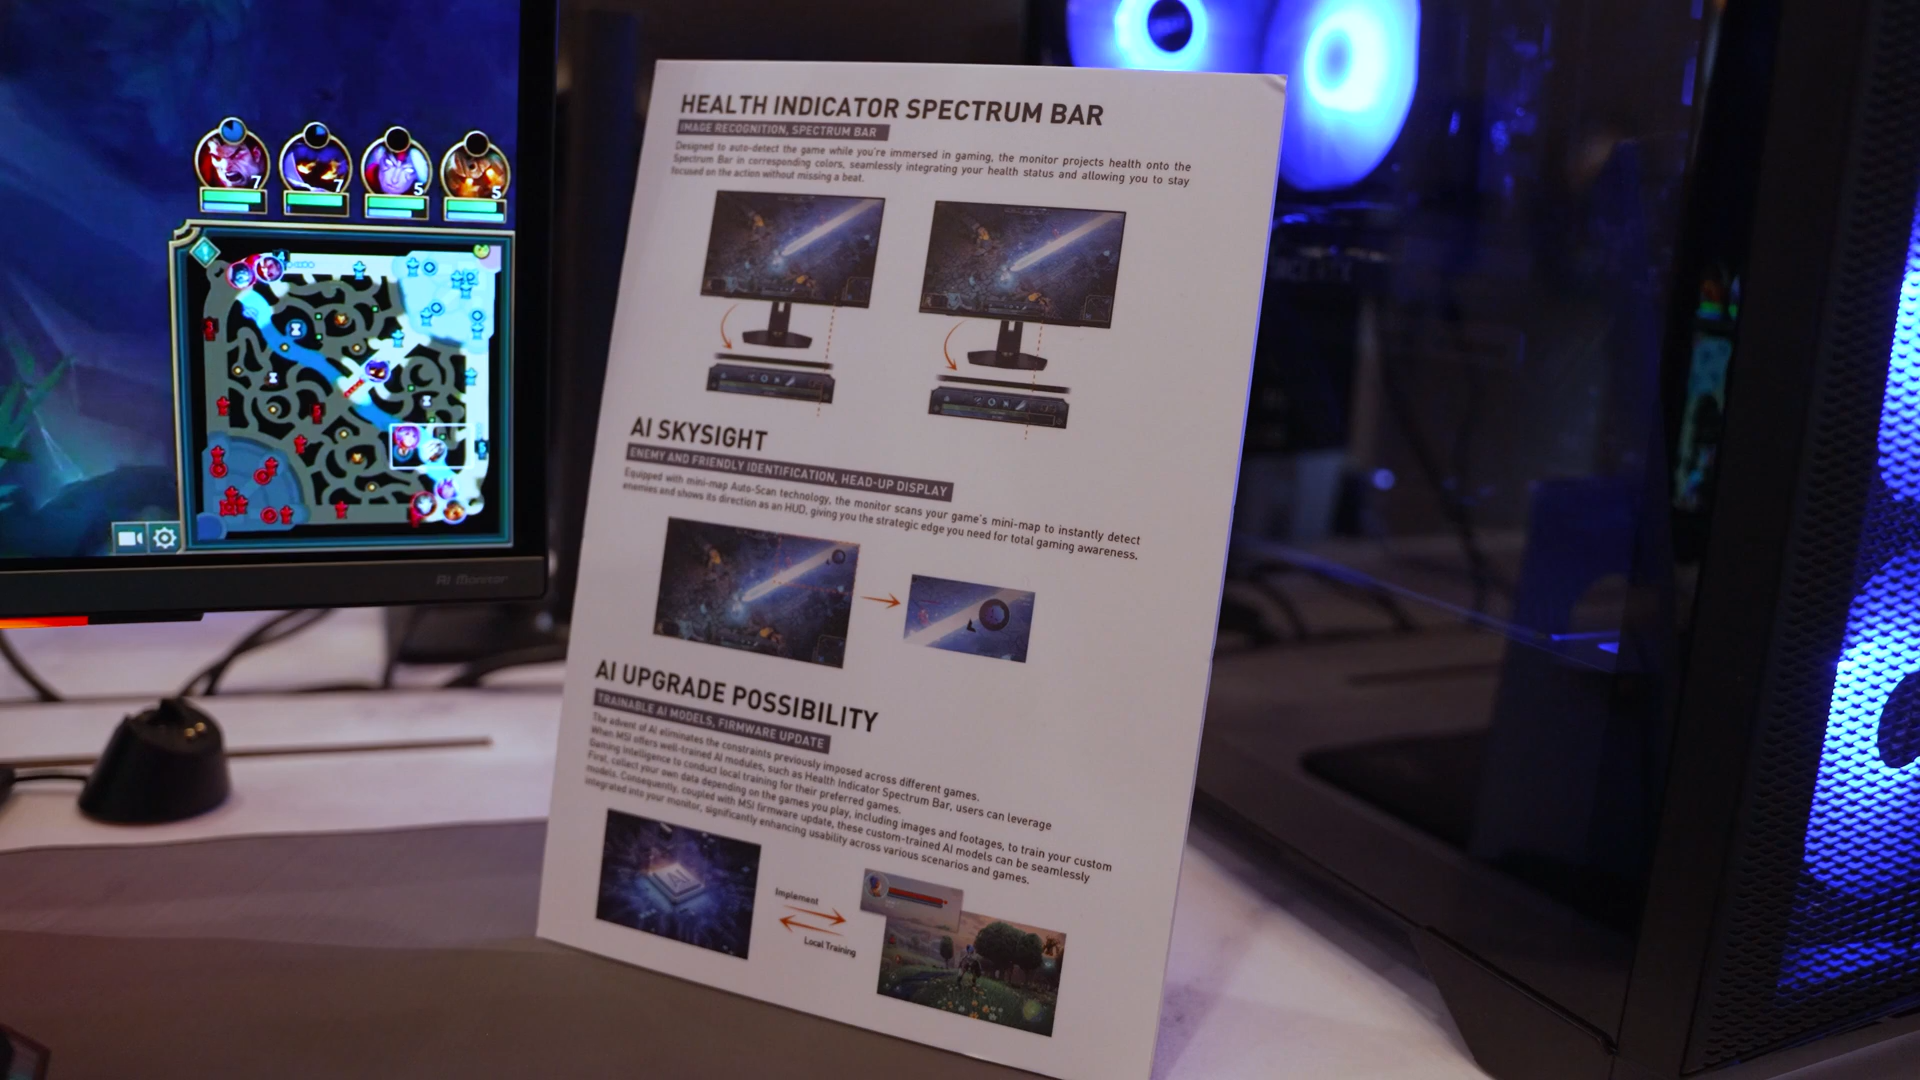 HEALTH INDICATOR SPECTRUM BAR
IMAGE RECOGNITION, SPECTRUM BAR
Designed to auto-detect the game while you're immersed in gaming, the monitor projects health onto the
Spectrum Bar in corresponding colors, seamlessly integrating your health status and allowing you to stay
focused on the action without missing a beat.
AI SKYSIGHT
ENEMY AND FRIENDLY IDENTIFICATION, HEAD-UP DISPLAY
Equipped with mini-map Auto-Scan technology, the monitor scans your game's mini-map to instantly detect
enemies and shows its direction as an HUD, giving you the strategic edge you need for total gaming awareness.
AI UPGRADE POSSIBILITY
TRAINABLE AI MODELS, FIRMWARE UPDATE
The advent of AI eliminates the constraints previously imposed across different games.
When MSI offers well-trained AI modules, such as Health Indicator Spectrum Bar, users can leverage
Gaming Intelligence to conduct local training for their preferred games.
First, collect your own data depending on the games you play, including images and footages, to train your custom
models. Consequently, coupled with MSI firmware update, these custom-trained AI models can be seamlessly
integrated into your monitor, significantly enhancing usability across various scenarios and games.
AI
Implement
Local Training
7
7
5
5
AI Monitor